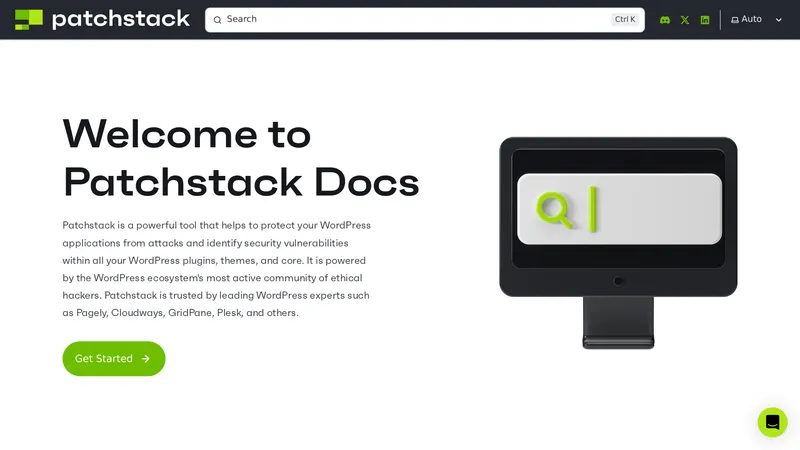 patchstack
Search
Ctrl K
Auto
Welcome to
Patchstack Docs
Patchstack is a powerful tool that helps to protect your WordPress
applications from attacks and identify security vulnerabilities
within all your WordPress plugins, themes, and core. It is powered
by the WordPress ecosystem's most active community of ethical
hackers. Patchstack is trusted by leading WordPress experts such
as Pagely, Cloudways, GridPane, Plesk, and others.
Get Started